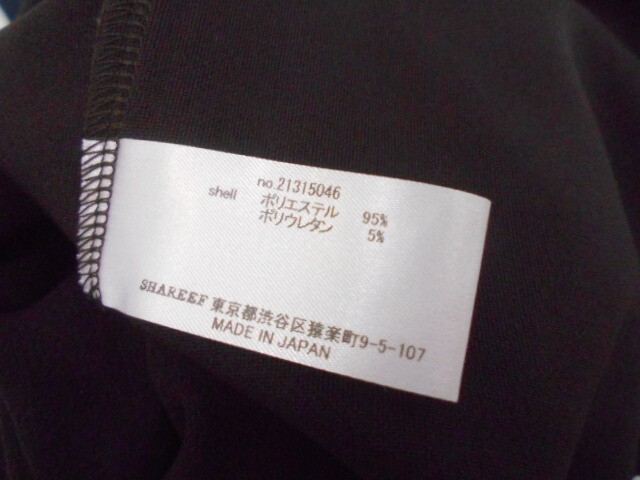 no.21315046
shell ポリエステル 95%
ポリウレタン 5%
SHAREEF 東京都渋谷区猿楽町9-5-107
MADE IN JAPAN